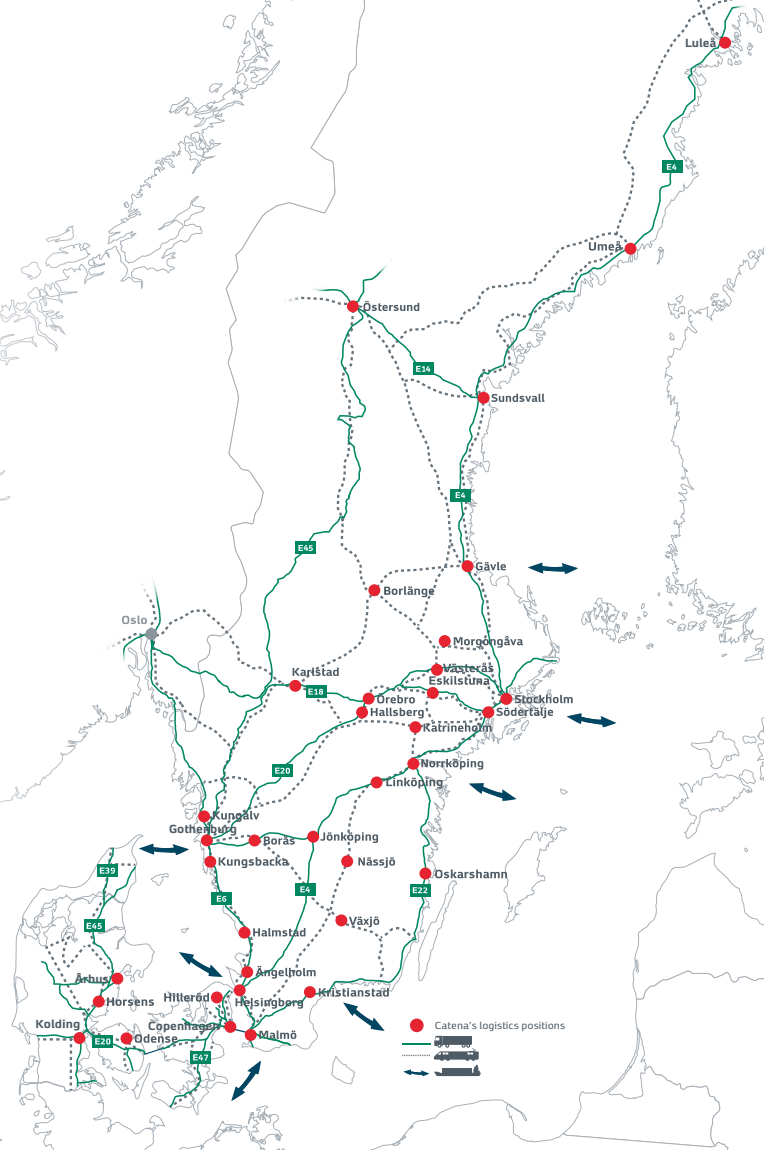 Luleå
E4
Umeå
Östersund
E14
Sundsvall
E4
E45
Gävle
Borlänge
Oslo
Morgongåva
Västerås
Karlstad
Eskilstuna
E18
Örebro
Stockholm
Hallsberg
Södertälje
Katrineholm
E20
Norrköping
Linköping
Kungälv
Gothenburg
Borås
Jönköping
Kungsbacka
Nässjö
E39
Oskarshamn
E4
E22
E6
Växjö
E45
Halmstad
Ängelholm
Århus
Hilleröd
Helsingborg
Kristianstad
Horsens
Kolding
Copenhagen
Malmö
Odense
E20
E47
Catena's logistics positions